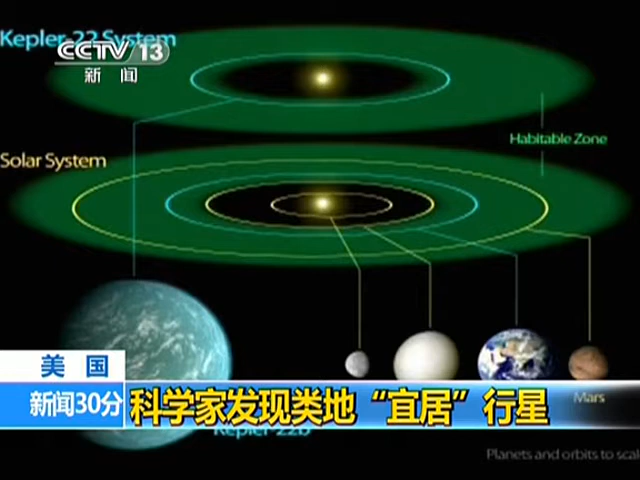 Kepler-22 System
CCTV 13
新闻
Habitable Zone
Solar System
美国
新闻30分
科学家发现类地“宜居”行星
Mars
Kepler-22b
Planets and orbits to scale